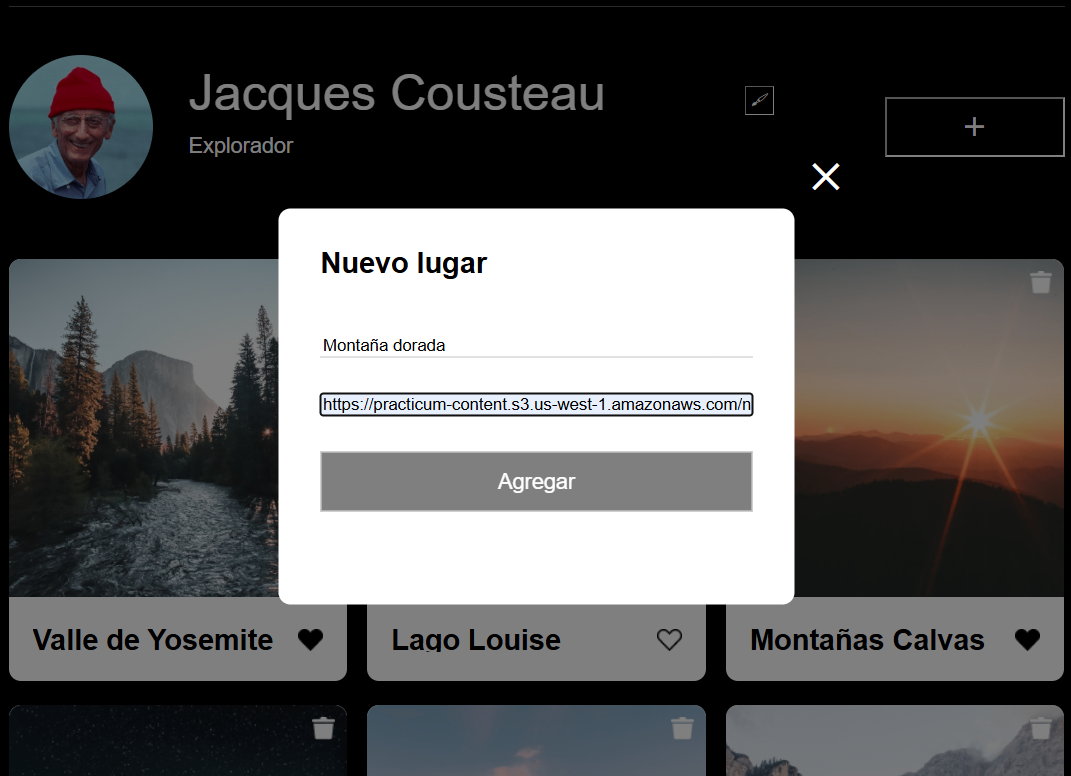 Jacques Cousteau
Explorador
+
Nuevo lugar
Montaña dorada
https://practicum-content.s3.us-west-1.amazonaws.com/n
Agregar
Valle de Yosemite
Lago Louise
Montañas Calvas